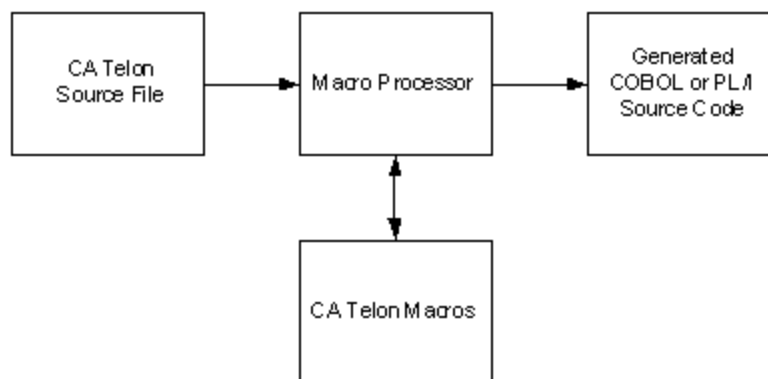 CA Telon
Source File
Macro Processor
Generated
COBOL or PL/I
Source Code
CA Telon Macros